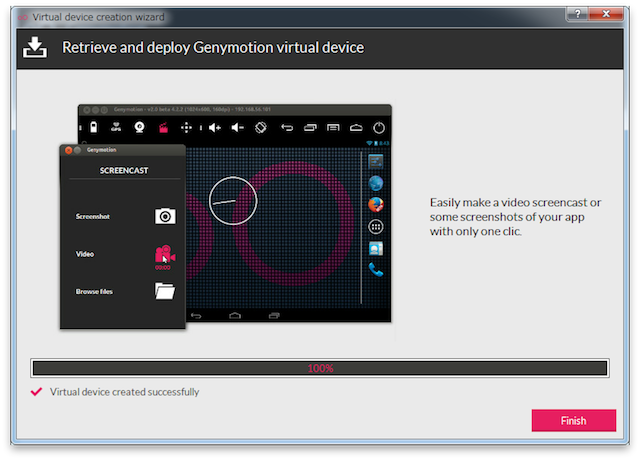 Virtual device creation wizard
Retrieve and deploy Genymotion virtual device
Genymotion - v2.0 beta 4.2.2 (1024x600, 160dpi) - 192.168.56.101
GPS
Genymotion
SCREENCAST
Screenshot
Video
00:00
Browse files
Easily make a video screencast or
some screenshots of your app
with only one clic.
100%
Virtual device created successfully
Finish